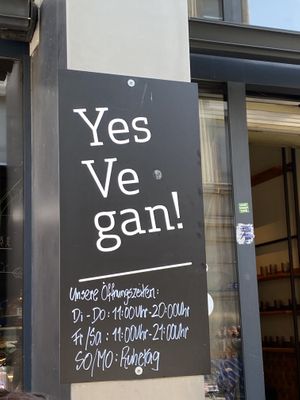 Yes
Ve
gan!
Unsere Öffnungszeiten:
Di - Do: 11:00Uhr-20:00Uhr
Fr/Sa: 11:00Uhr-21:00Uhr
SO/MO: Ruhetag